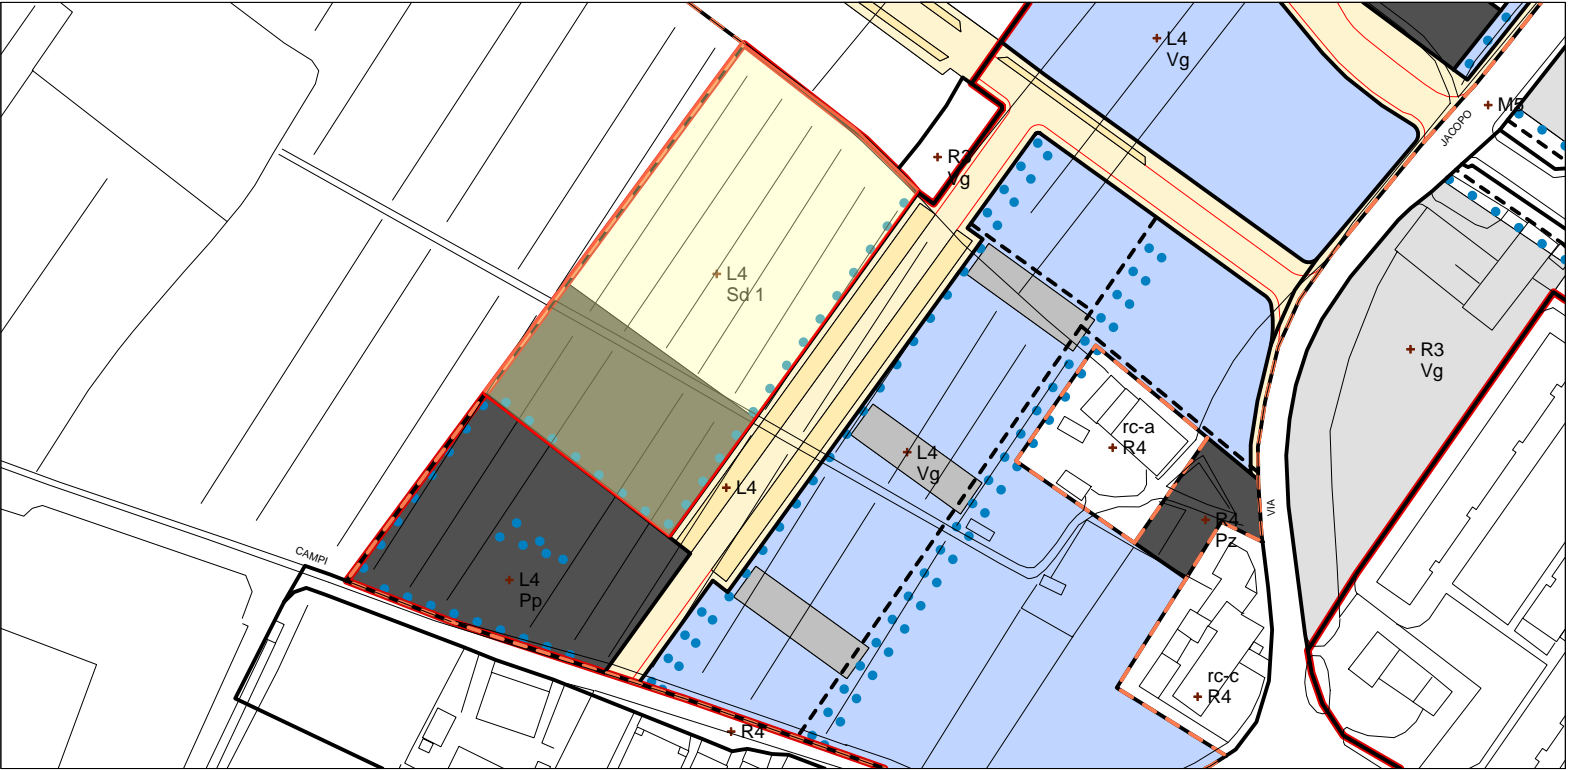 L4
Vg
M5
JACOPO
R3
Vg
L4
Sd 1
R3
Vg
rc-a
R4
L4
Vg
L4
R4
Pz
VIA
CAMPI
L4
Pp
rc-c
R4
R4